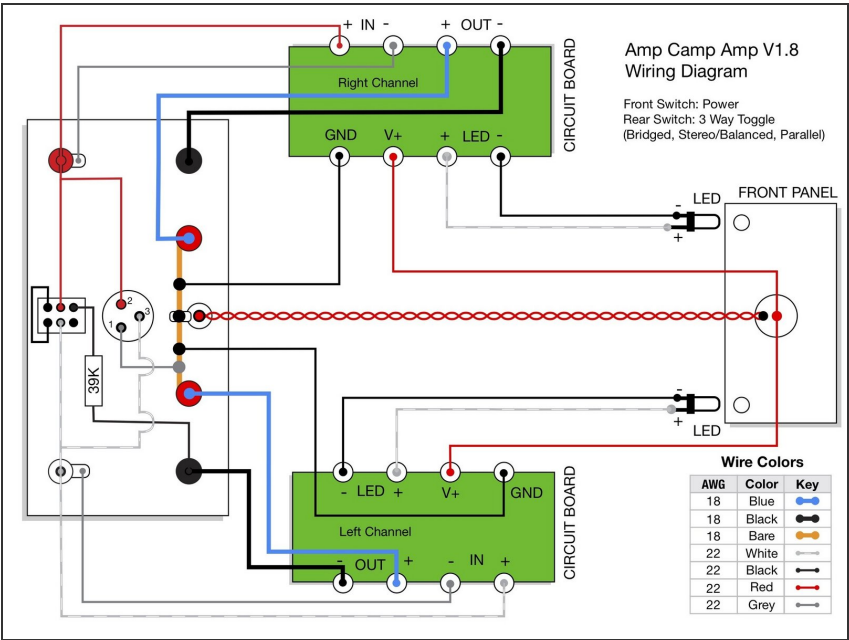 + IN - + OUT -
Amp Camp Amp V1.8
Wiring Diagram
Right Channel
CIRCUIT BOARD
Front Switch: Power
Rear Switch: 3 Way Toggle
(Bridged, Stereo/Balanced, Parallel)
GND V+ + LED -
LED
-
+
FRONT PANEL
2
3
1
39K
-
+
LED
- LED + V+ GND
CIRCUIT BOARD
Left Channel
- OUT + - IN +
Wire Colors
AWG Color Key
18 Blue
18 Black
18 Bare
22 White
22 Black
22 Red
22 Grey